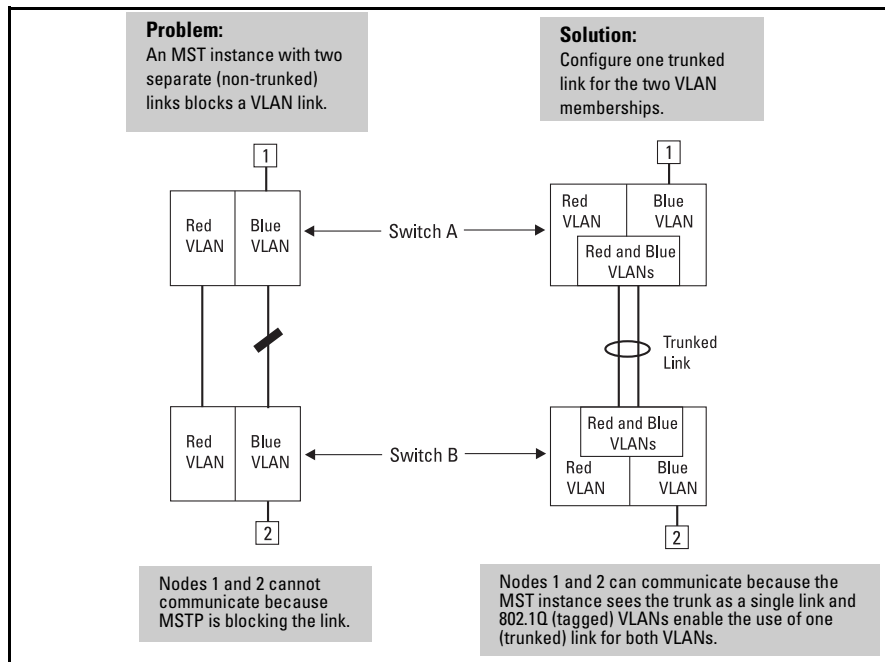 Problem:
An MST instance with two
separate (non-trunked)
links blocks a VLAN link.
Solution:
Configure one trunked
link for the two VLAN
memberships.
1
1
Red
VLAN
Blue
VLAN
Switch A
Red
VLAN
Blue
VLAN
Red and Blue
VLANs
Trunked
Link
Red
VLAN
Blue
VLAN
Switch B
Red and Blue
VLANs
Red
VLAN
Blue
VLAN
2
2
Nodes 1 and 2 cannot
communicate because
MSTP is blocking the link.
Nodes 1 and 2 can communicate because the
MST instance sees the trunk as a single link and
802.1Q (tagged) VLANs enable the use of one
(trunked) link for both VLANs.